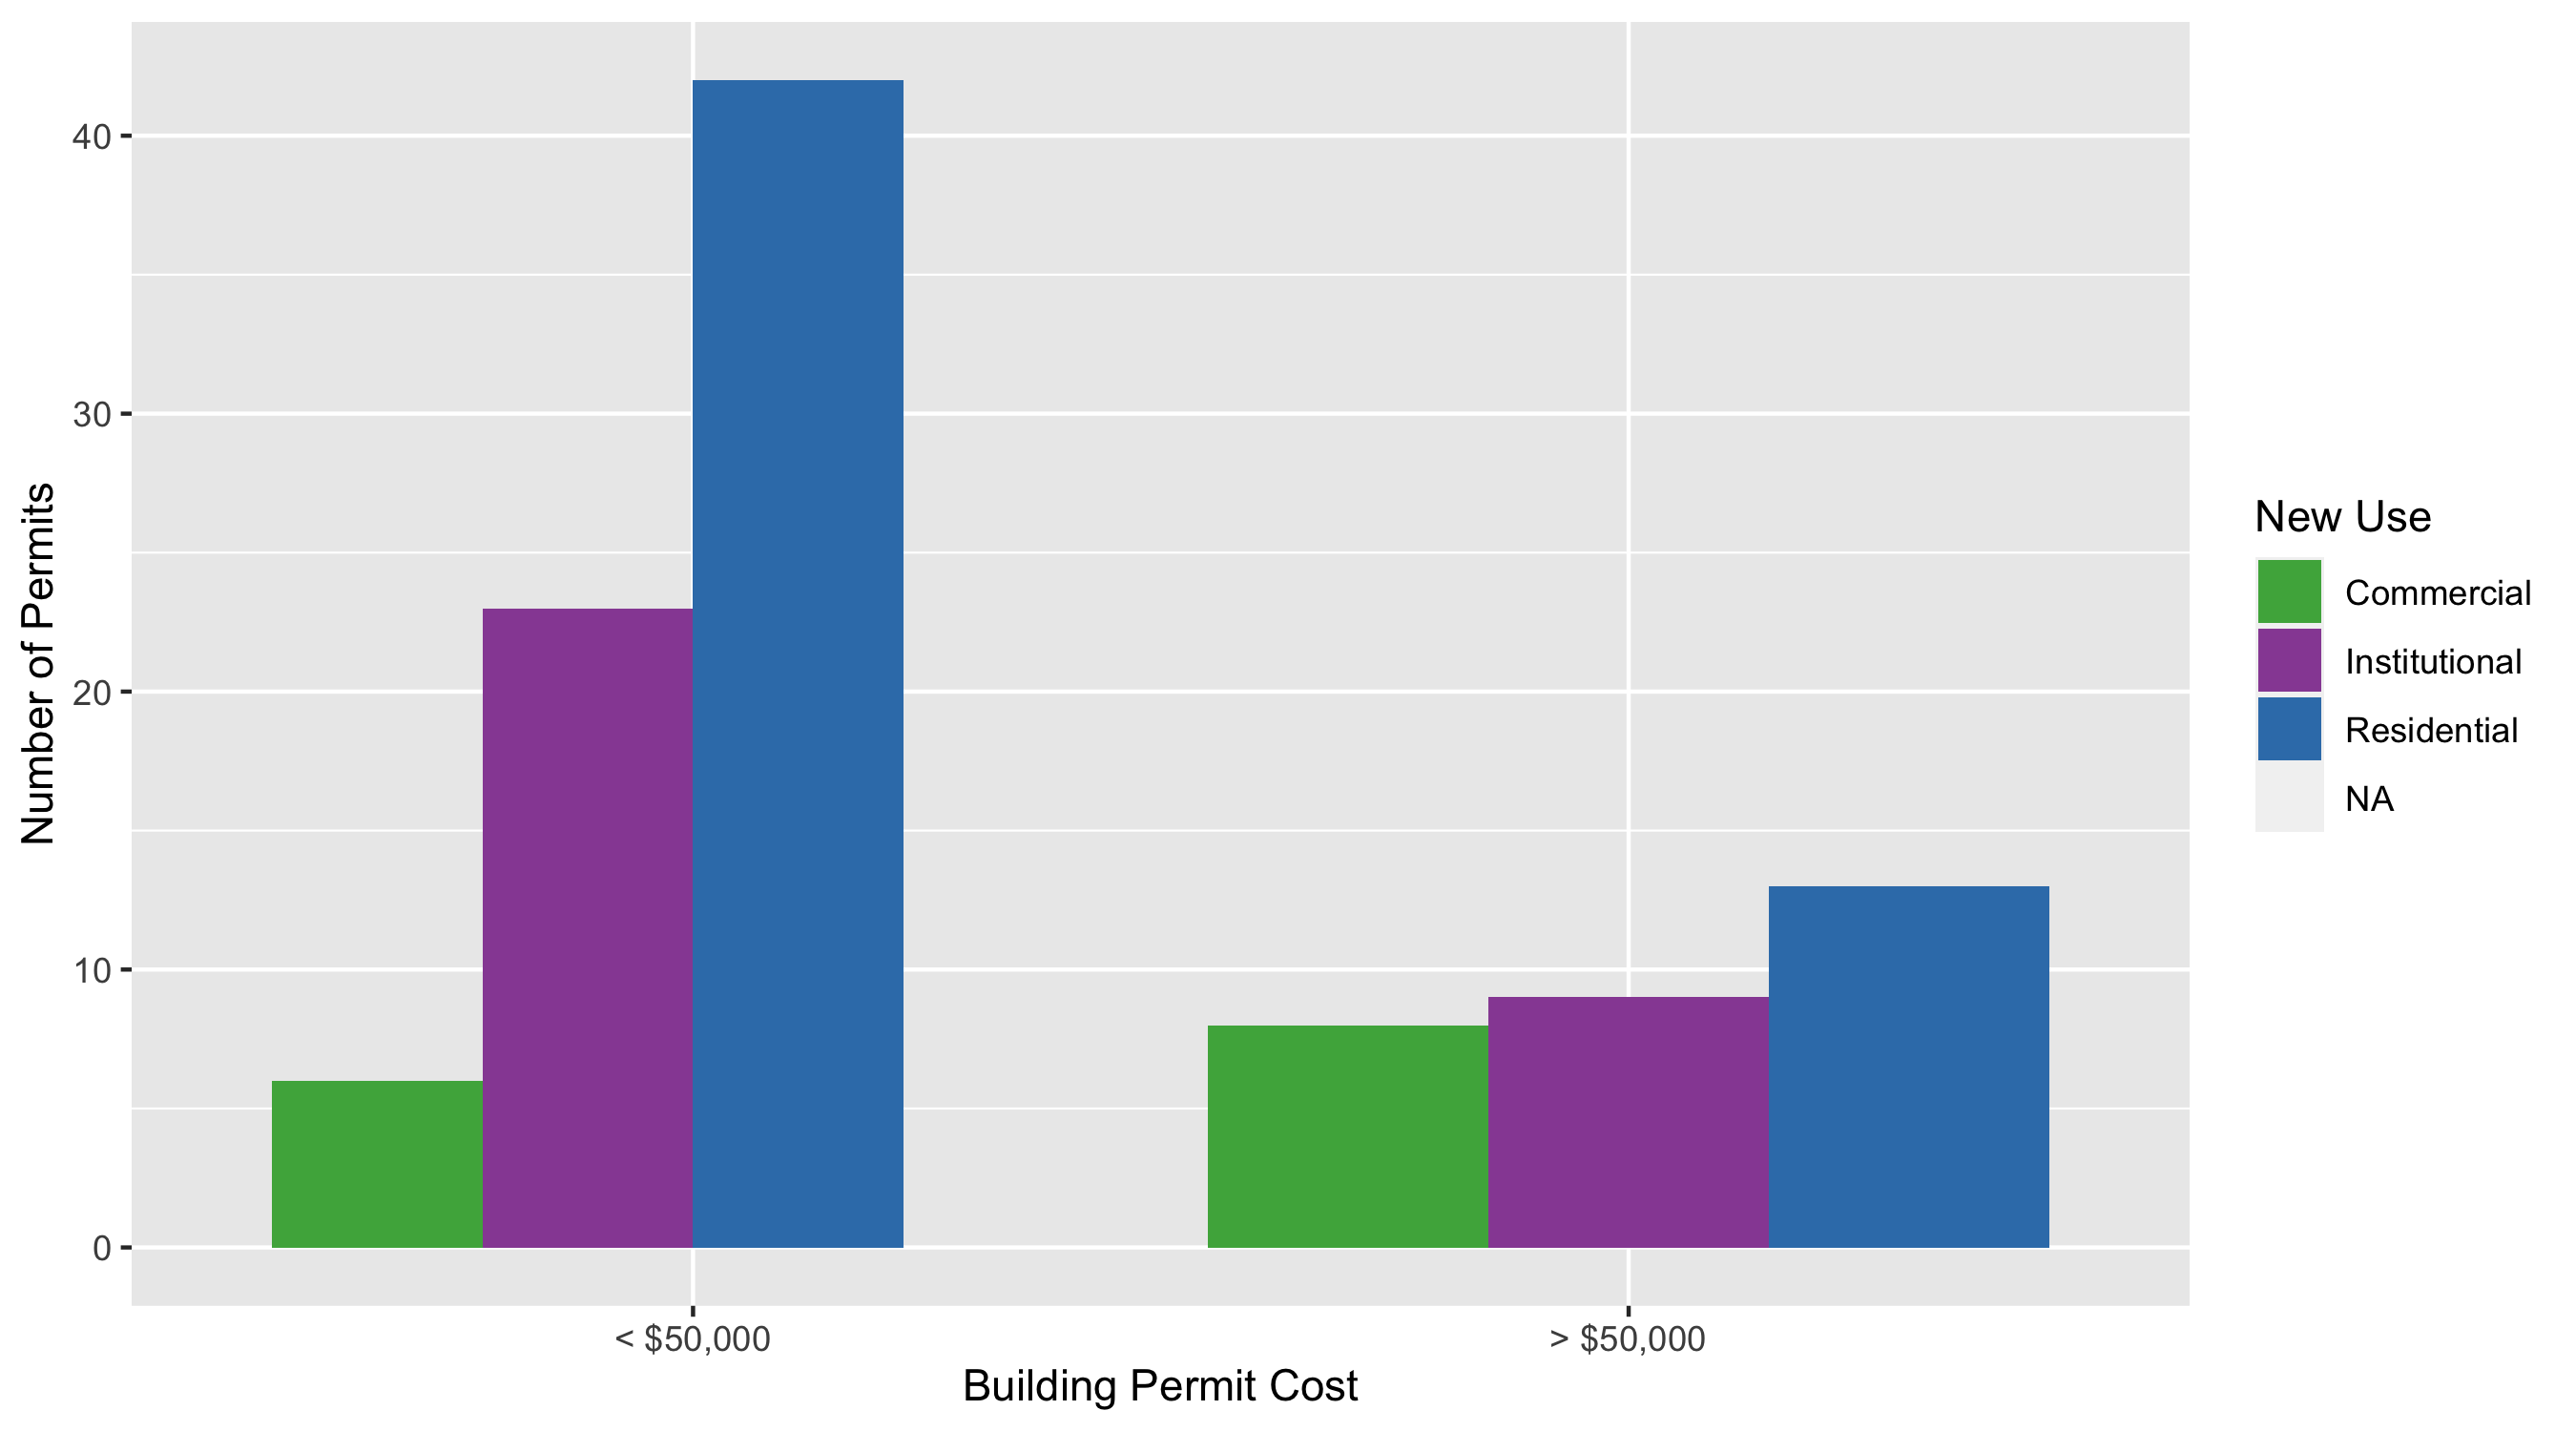 40
30
20
10
0
Number of Permits
< $50,000
> $50,000
Building Permit Cost
New Use
Commercial
Institutional
Residential
NA